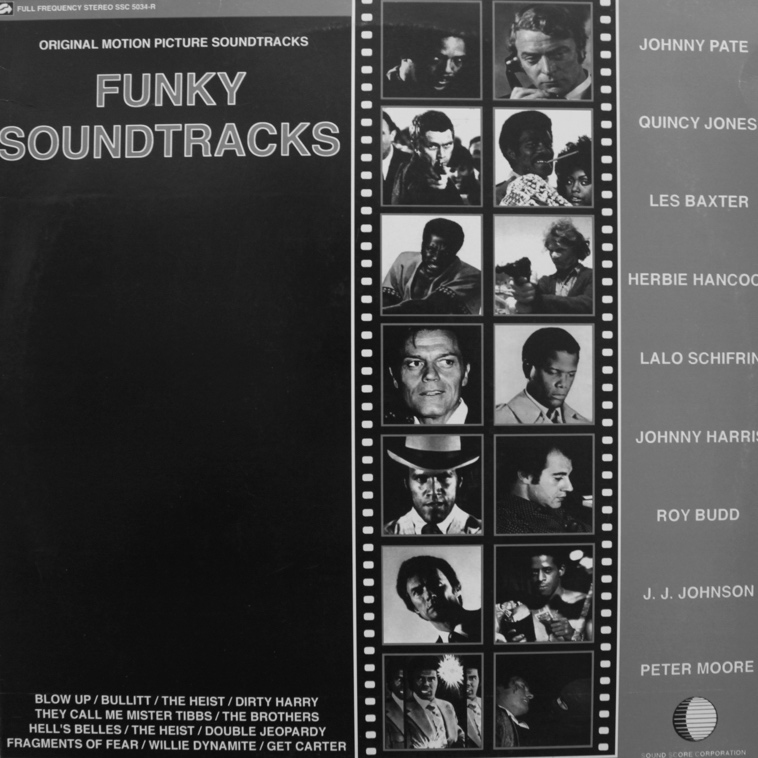 FULL FREQUENCY STEREO SSC 5034-R
ORIGINAL MOTION PICTURE SOUNDTRACKS
FUNKY
SOUNDTRACKS
BLOW UP / BULLITT / THE HEIST / DIRTY HARRY
THEY CALL ME MISTER TIBBS / THE BROTHERS
HELL'S BELLES / THE HEIST / DOUBLE JEOPARDY
FRAGMENTS OF FEAR / WILLIE DYNAMITE / GET CARTER
JOHNNY PATE
QUINCY JONES
LES BAXTER
HERBIE HANCOC
LALO SCHIFRIN
JOHNNY HARRIS
ROY BUDD
J. J. JOHNSON
PETER MOORE
SOUND SCORE CORPORATION